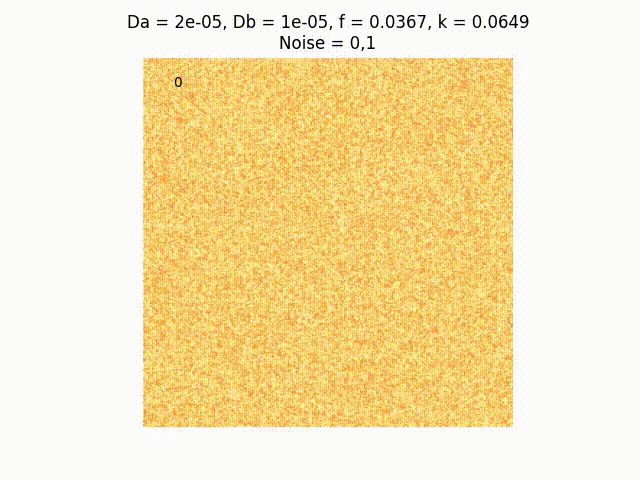 Da = 2e-05, Db = 1e-05, f = 0.0367, k = 0.0649
Noise = 0,1
0